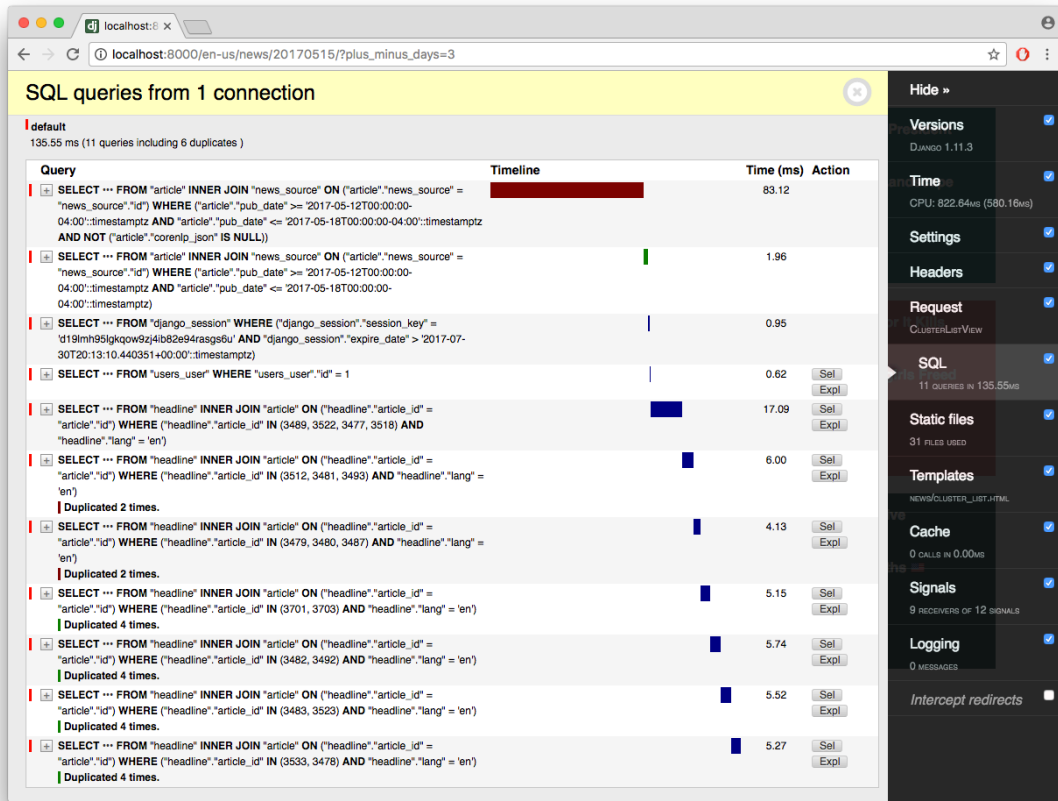 localhost:8
localhost:8000/en-us/news/20170515/?plus_minus_days=3
SQL queries from 1 connection
default
135.55 ms (11 queries including 6 duplicates )
Query Timeline Time (ms) Action
SELECT ••• FROM "article" INNER JOIN "news_source" ON ("article"."news_source" = 83.12
"news_source"."id") WHERE ("article"."pub_date" >= '2017-05-12T00:00:00-
04:00'::timestamptz AND "article"."pub_date" <= '2017-05-18T00:00:00-04:00'::timestamptz
AND NOT ("article"."corenlp_json" IS NULL))
SELECT ••• FROM "article" INNER JOIN "news_source" ON ("article"."news_source" = 1.96
"news_source"."id") WHERE ("article"."pub_date" >= '2017-05-12T00:00:00-
04:00'::timestamptz AND "article"."pub_date" <= '2017-05-18T00:00:00-
04:00'::timestamptz)
SELECT ••• FROM "django_session" WHERE ("django_session"."session_key" = 0.95
'd19lmh95lgkqow9zj4ib82e94rasgs6u' AND "django_session"."expire_date" > '2017-07-
30T20:13:10.440351+00:00'::timestamptz)
SELECT ••• FROM "users_user" WHERE "users_user"."id" = 1 0.62 Sel
Expl
SELECT ••• FROM "headline" INNER JOIN "article" ON ("headline"."article_id" = 17.09 Sel
"article"."id") WHERE ("headline"."article_id" IN (3489, 3522, 3477, 3518) AND Expl
"headline"."lang" = 'en')
SELECT ••• FROM "headline" INNER JOIN "article" ON ("headline"."article_id" = 6.00 Sel
"article"."id") WHERE ("headline"."article_id" IN (3512, 3481, 3493) AND "headline"."lang" = Expl
'en')
Duplicated 2 times.
SELECT ••• FROM "headline" INNER JOIN "article" ON ("headline"."article_id" = 4.13 Sel
"article"."id") WHERE ("headline"."article_id" IN (3479, 3480, 3487) AND "headline"."lang" = Expl
'en')
Duplicated 2 times.
SELECT ••• FROM "headline" INNER JOIN "article" ON ("headline"."article_id" = 5.15 Sel
"article"."id") WHERE ("headline"."article_id" IN (3701, 3703) AND "headline"."lang" = 'en') Expl
Duplicated 4 times.
SELECT ••• FROM "headline" INNER JOIN "article" ON ("headline"."article_id" = 5.74 Sel
"article"."id") WHERE ("headline"."article_id" IN (3482, 3492) AND "headline"."lang" = 'en') Expl
Duplicated 4 times.
SELECT ••• FROM "headline" INNER JOIN "article" ON ("headline"."article_id" = 5.52 Sel
"article"."id") WHERE ("headline"."article_id" IN (3483, 3523) AND "headline"."lang" = 'en') Expl
Duplicated 4 times.
SELECT ••• FROM "headline" INNER JOIN "article" ON ("headline"."article_id" = 5.27 Sel
"article"."id") WHERE ("headline"."article_id" IN (3533, 3478) AND "headline"."lang" = 'en') Expl
Duplicated 4 times.
Hide »
Versions
Django 1.11.3
Time
CPU: 822.64ms (580.16ms)
Settings
Headers
Request
ClusterListView
SQL
11 queries in 135.55ms
Static files
31 files used
Templates
news/cluster_list.html
Cache
0 calls in 0.00ms
Signals
9 receivers of 12 signals
Logging
0 messages
Intercept redirects